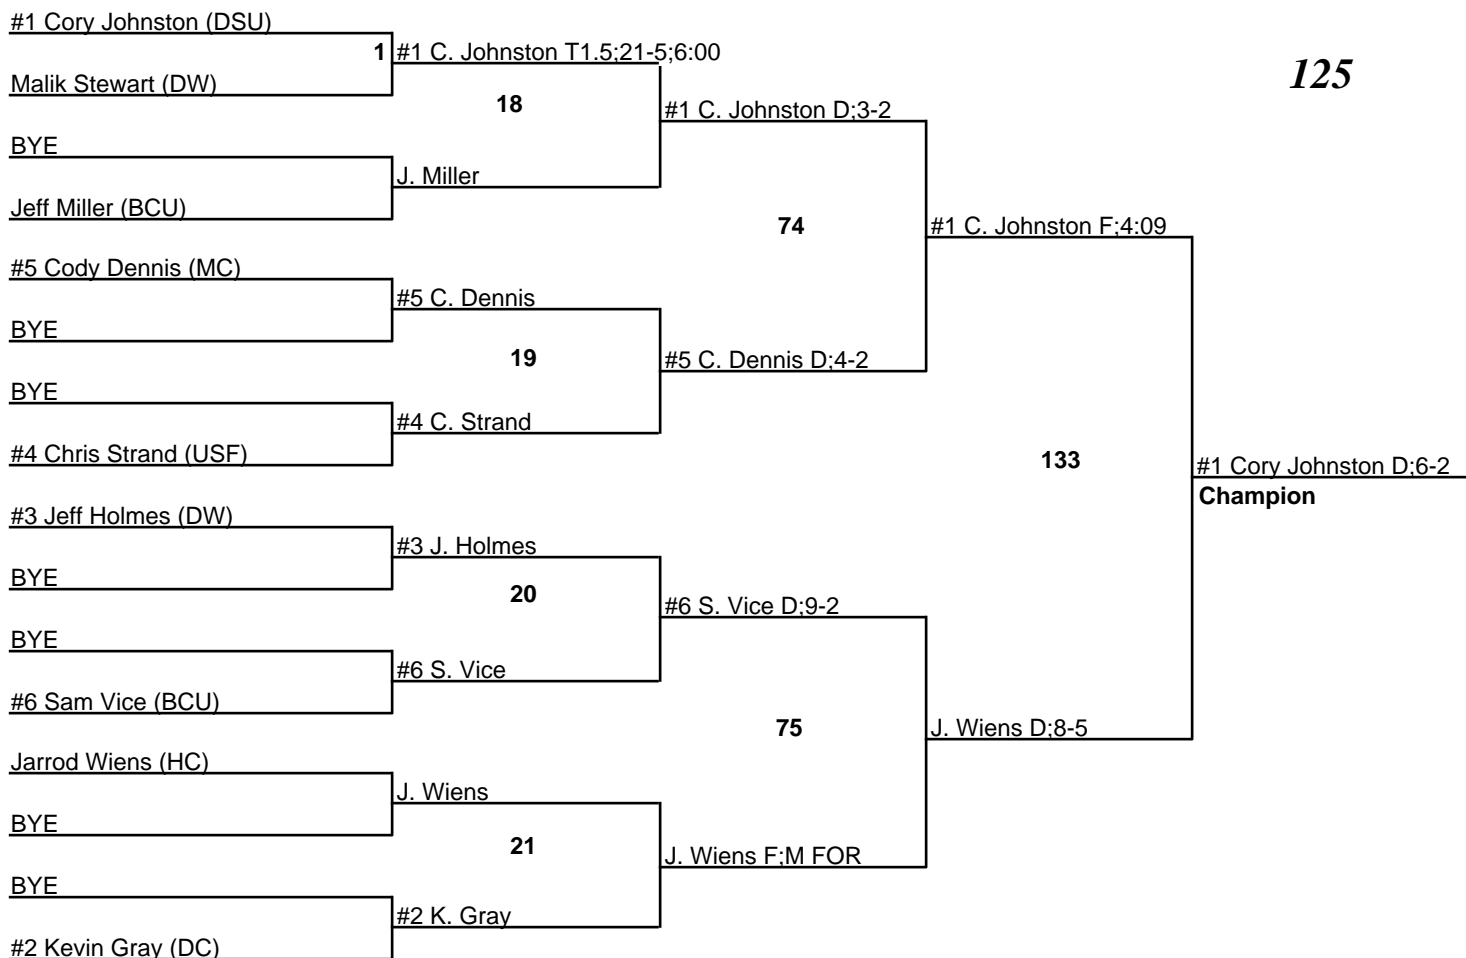 #1 Cory Johnston (DSU)
1 #1 C. Johnston T1.5;21-5;6:00
125
Malik Stewart (DW)
18
#1 C. Johnston D;3-2
BYE
J. Miller
Jeff Miller (BCU)
74
#1 C. Johnston F;4:09
#5 Cody Dennis (MC)
#5 C. Dennis
BYE
19
#5 C. Dennis D;4-2
BYE
#4 C. Strand
#4 Chris Strand (USF)
133
#1 Cory Johnston D;6-2
Champion
#3 Jeff Holmes (DW)
#3 J. Holmes
BYE
20
#6 S. Vice D;9-2
BYE
#6 S. Vice
#6 Sam Vice (BCU)
75
J. Wiens D;8-5
Jarrod Wiens (HC)
J. Wiens
BYE
21
J. Wiens F;M FOR
BYE
#2 K. Gray
#2 Kevin Gray (DC)